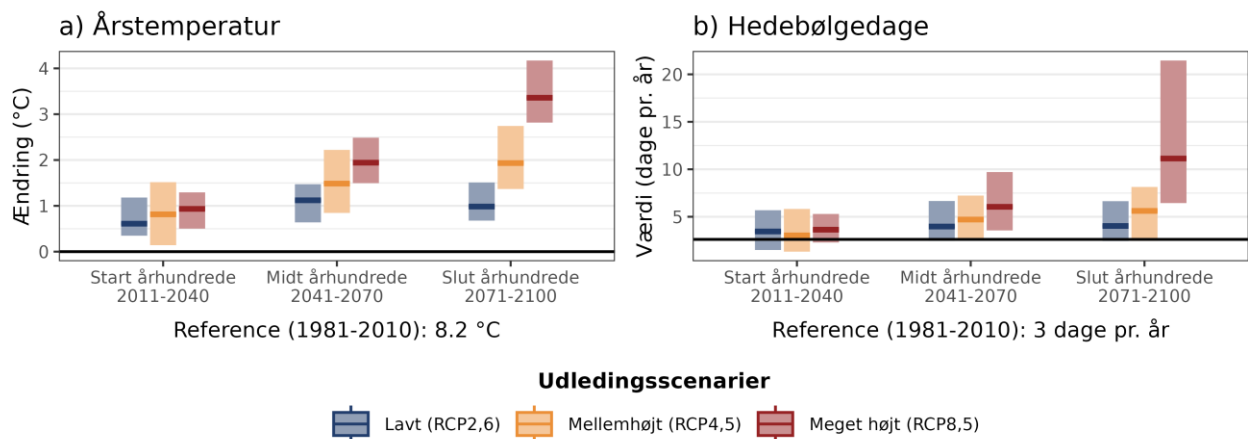 a) Årstemperatur
Ændring (°C)
4
3
2
1
0
Start århundrede
2011-2040
Midt århundrede
2041-2070
Slut århundrede
2071-2100
Reference (1981-2010): 8.2 °C
b) Hedebølgedage
Værdi (dage pr. år)
20
15
10
5
Start århundrede
2011-2040
Midt århundrede
2041-2070
Slut århundrede
2071-2100
Reference (1981-2010): 3 dage pr. år
Udledingsscenarier
Lavt (RCP2,6)
Mellemhøjt (RCP4,5)
Meget højt (RCP8,5)